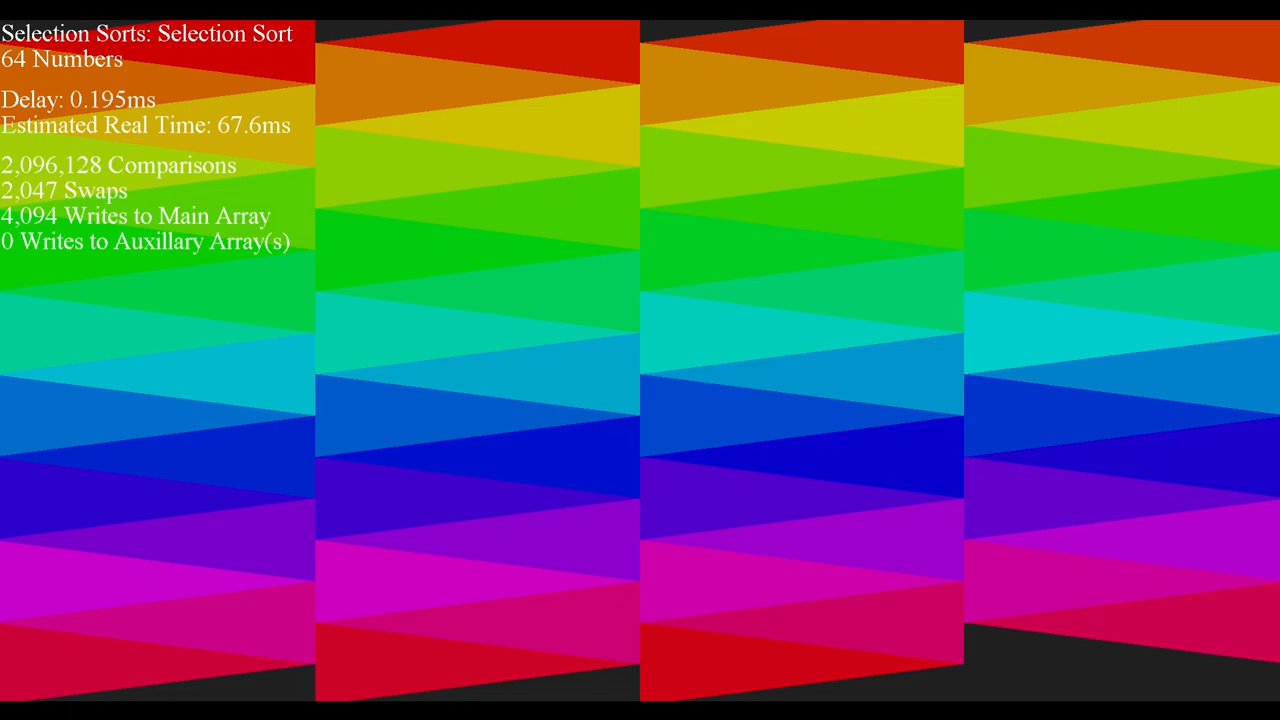 Selection Sorts: Selection Sort
64 Numbers
Delay: 0.195ms
Estimated Real Time: 67.6ms
2,096,128 Comparisons
2,047 Swaps
4,094 Writes to Main Array
0 Writes to Auxillary Array(s)